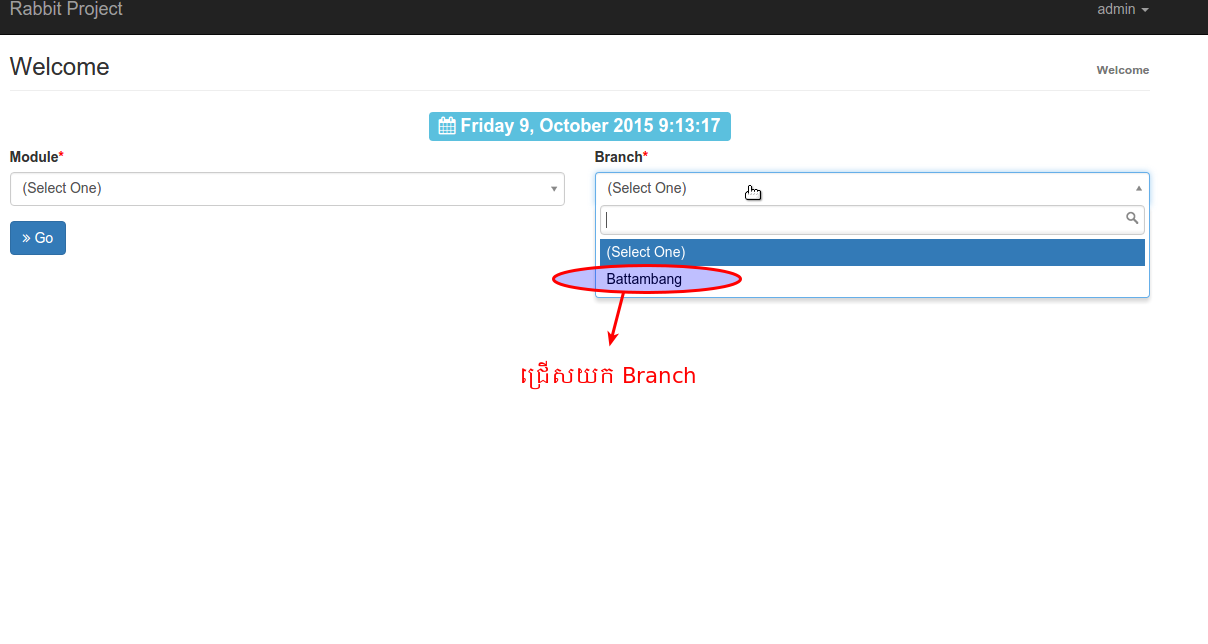 Rabbit Project
admin
Welcome
Welcome
Friday 9, October 2015 9:13:17
Module*
Branch*
(Select One)
(Select One)
» Go
(Select One)
Battambang
ជ្រើសយក Branch